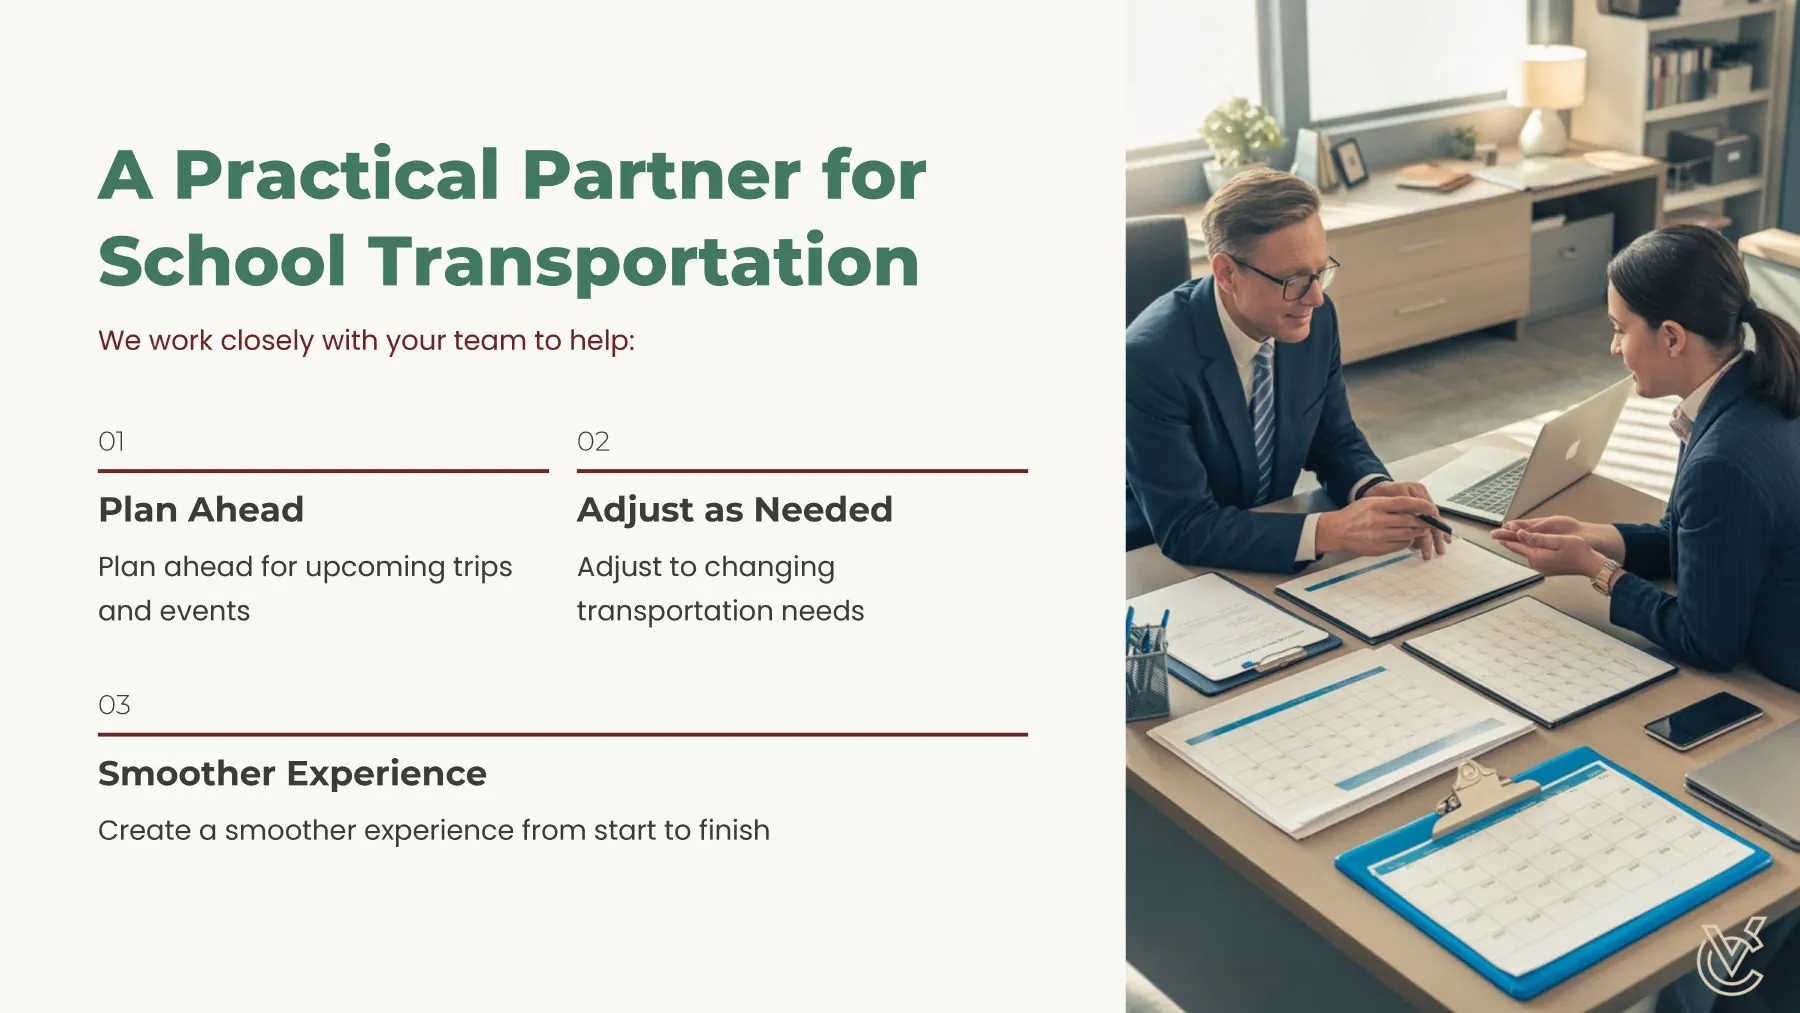 A Practical Partner for
School Transportation
We work closely with your team to help:
01
Plan Ahead
Plan ahead for upcoming trips
and events
02
Adjust as Needed
Adjust to changing
transportation needs
03
Smoother Experience
Create a smoother experience from start to finish